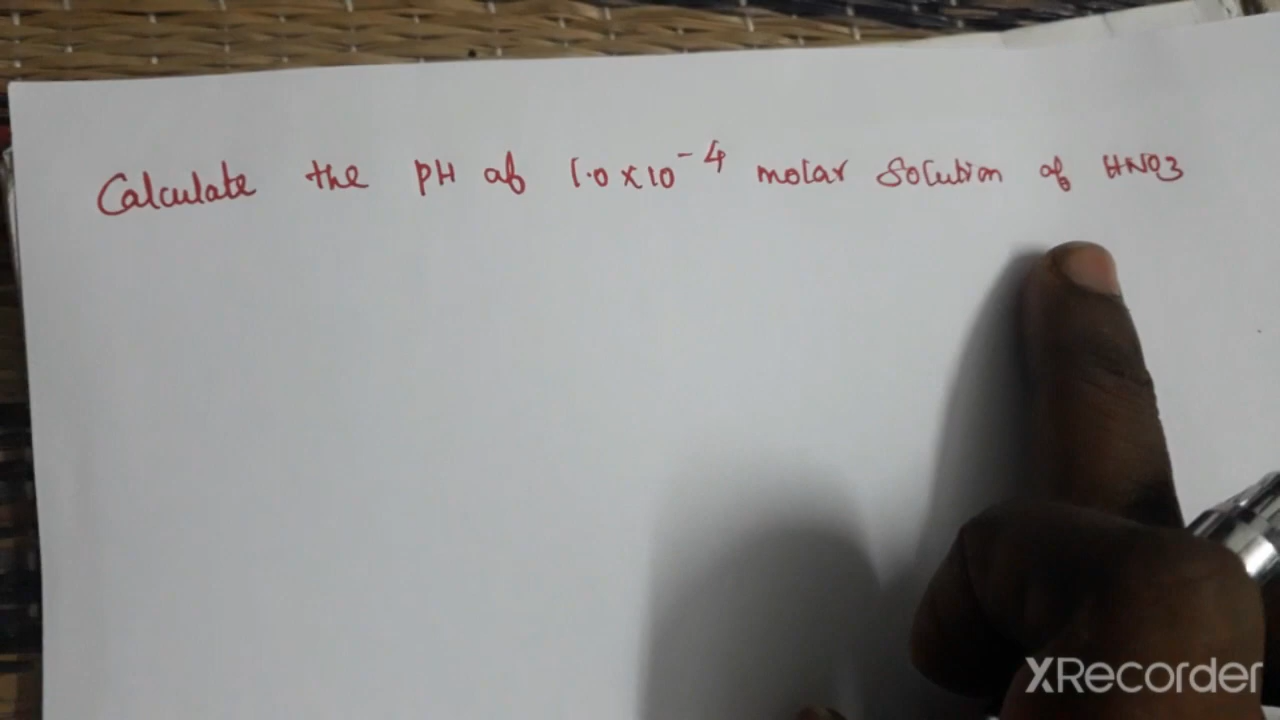 Calculate the pH of 1.0 x 10⁻⁴ molar solution of HNO3
XRecorder